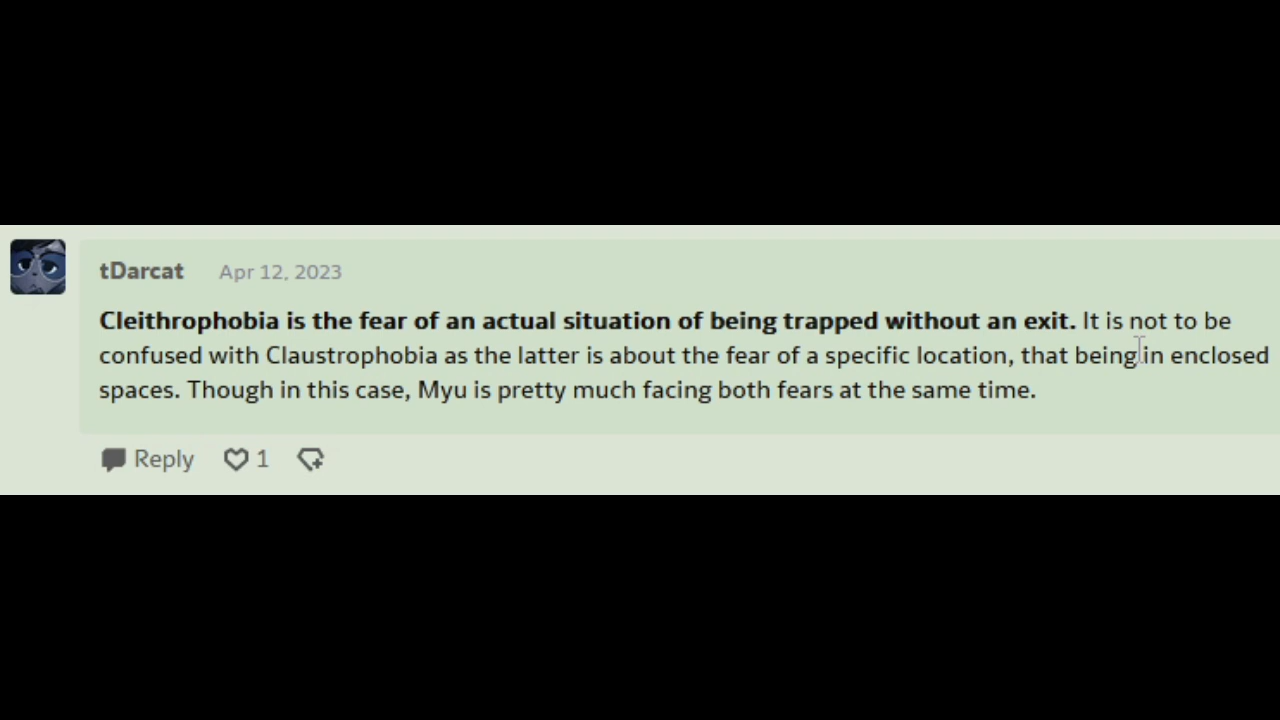 tDarcat Apr 12, 2023
Cleithrophobia is the fear of an actual situation of being trapped without an exit. It is not to be
confused with Claustrophobia as the latter is about the fear of a specific location, that being in enclosed
spaces. Though in this case, Myu is pretty much facing both fears at the same time.
Reply 1